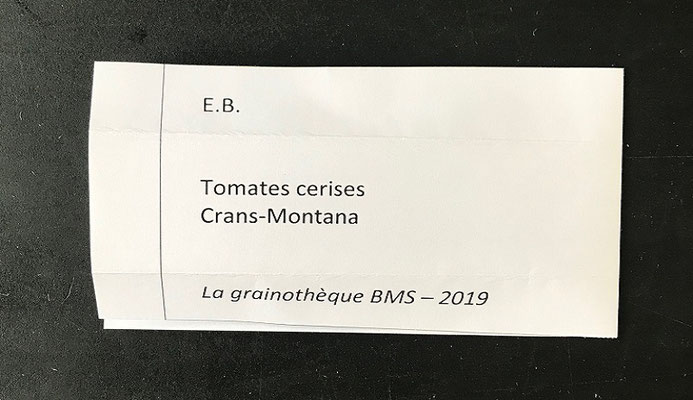 E.B.
Tomates cerises
Crans-Montana
La grainothèque BMS – 2019